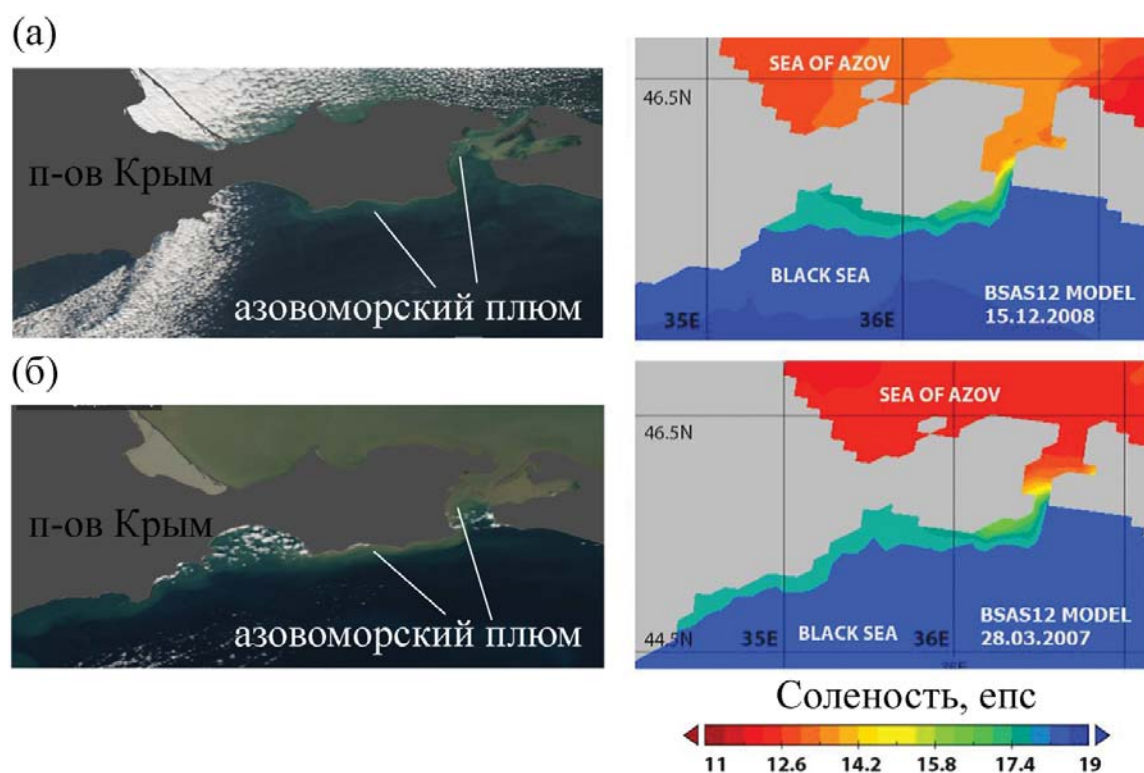 (а)
п-ов Крым
азовоморский плюм
46.5N
SEA OF AZOV
BLACK SEA
35E
36E
BSAS12 MODEL
15.12.2008
(б)
п-ов Крым
азовоморский плюм
46.5N
SEA OF AZOV
44.5N
35E
BLACK SEA
36E
BSAS12 MODEL
28.03.2007
36E
Соленость, епс
11 12.6 14.2 15.8 17.4 19